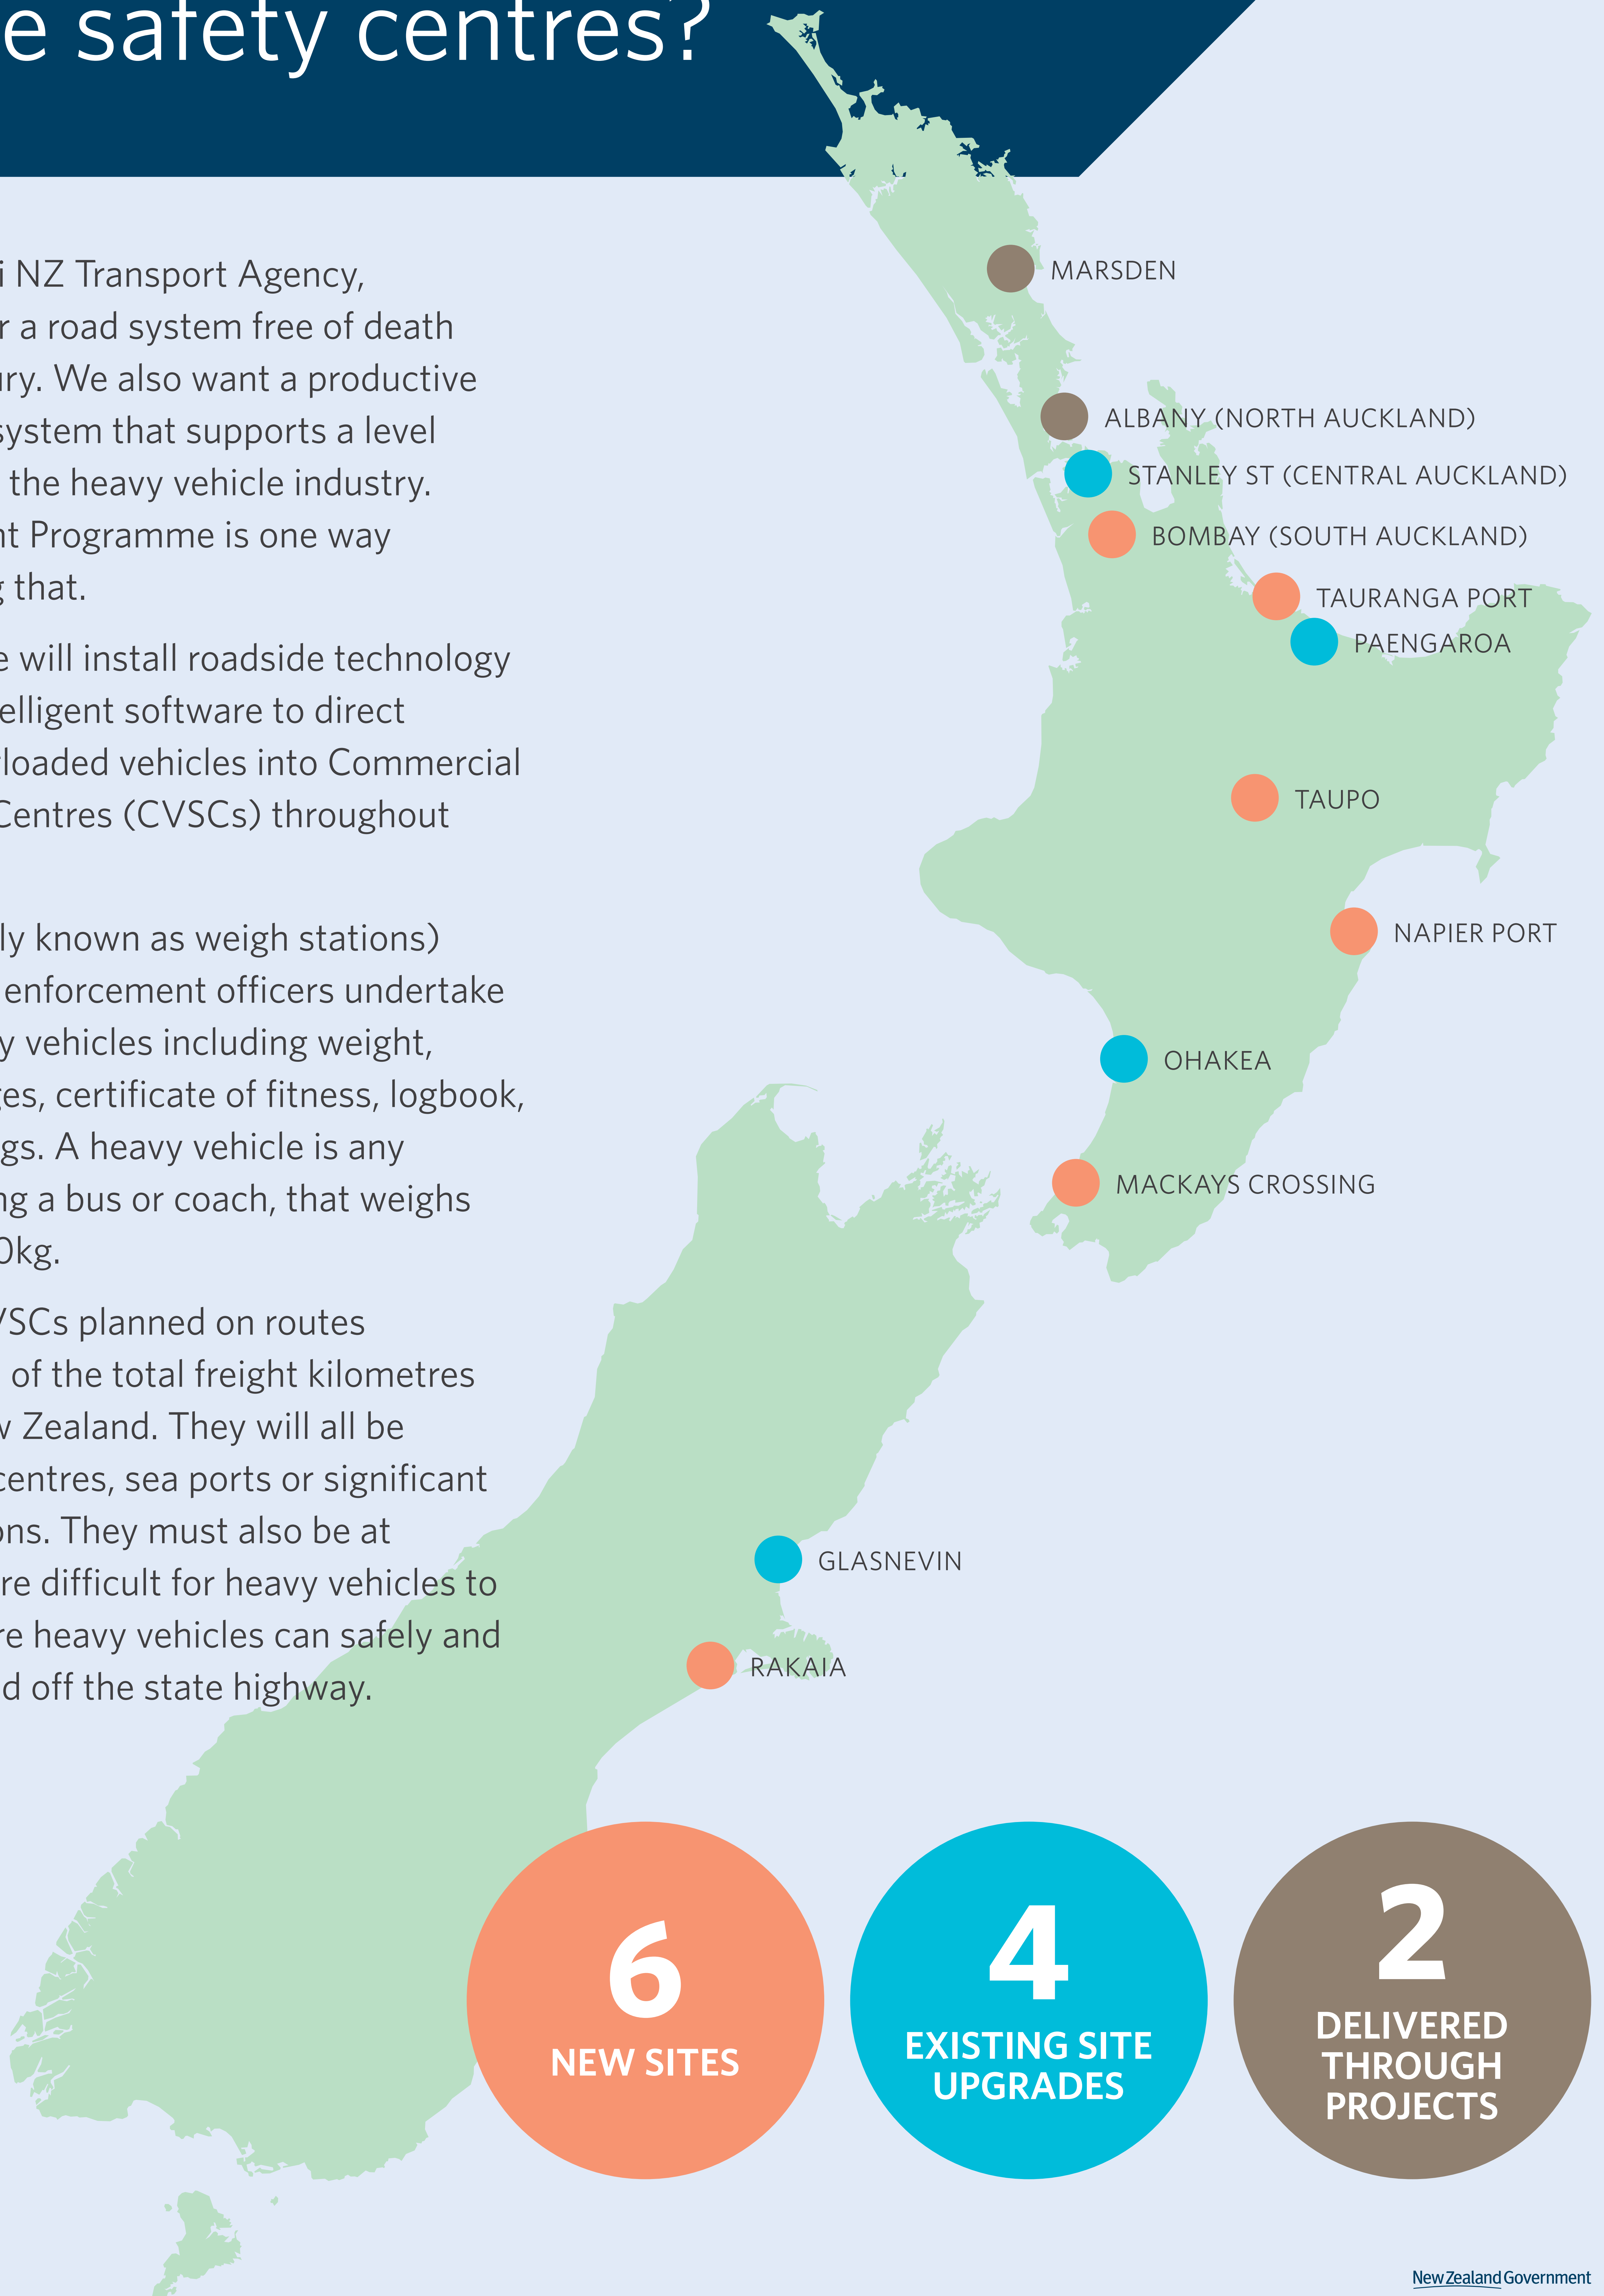 e safety centres?
i NZ Transport Agency,
r a road system free of death
ury. We also want a productive
system that supports a level
the heavy vehicle industry.
nt Programme is one way
g that.
e will install roadside technology
elligent software to direct
loaded vehicles into Commercial
Centres (CVSCs) throughout
ly known as weigh stations)
enforcement officers undertake
y vehicles including weight,
ges, certificate of fitness, logbook,
gs. A heavy vehicle is any
ng a bus or coach, that weighs
0kg.
VSCs planned on routes
of the total freight kilometres
w Zealand. They will all be
centres, sea ports or significant
ons. They must also be at
re difficult for heavy vehicles to
re heavy vehicles can safely and
d off the state highway.
MARSDEN
ALBANY (NORTH AUCKLAND)
STANLEY ST (CENTRAL AUCKLAND)
BOMBAY (SOUTH AUCKLAND)
TAURANGA PORT
PAENGAROA
TAUPO
NAPIER PORT
OHAKEA
MACKAYS CROSSING
GLASNEVIN
RAKAIA
6
NEW SITES
4
EXISTING SITE
UPGRADES
2
DELIVERED
THROUGH
PROJECTS
New Zealand Government